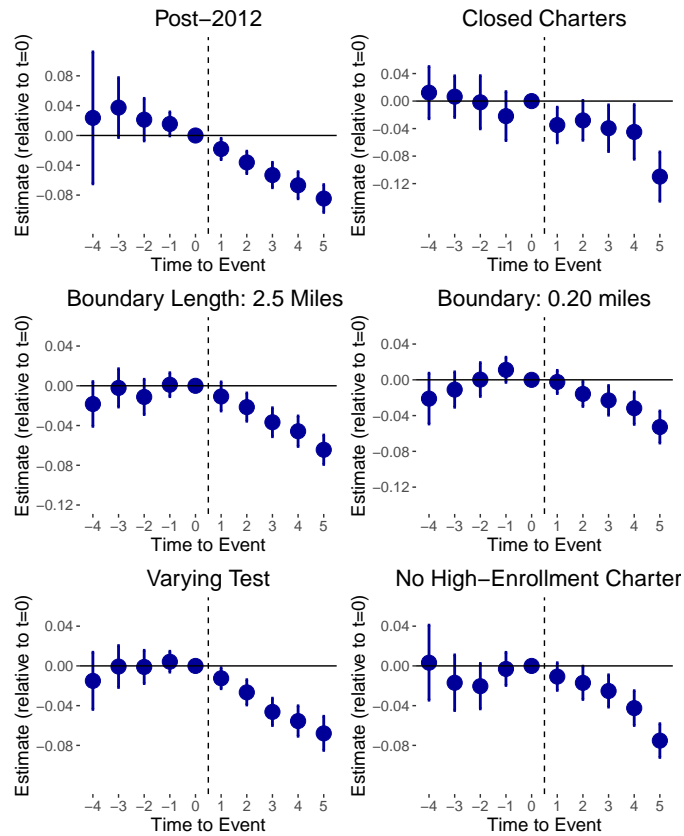 Post−2012
Estimate (relative to t=0)
0.08
0.04
0.00
−0.04
−0.08
−4 −3 −2 −1 0 1 2 3 4 5
Time to Event
Closed Charters
Estimate (relative to t=0)
0.04
0.00
−0.04
−0.08
−0.12
−4 −3 −2 −1 0 1 2 3 4 5
Time to Event
Boundary Length: 2.5 Miles
Estimate (relative to t=0)
0.04
0.00
−0.04
−0.08
−0.12
−4 −3 −2 −1 0 1 2 3 4 5
Time to Event
Boundary: 0.20 miles
Estimate (relative to t=0)
0.04
0.00
−0.04
−0.08
−0.12
−4 −3 −2 −1 0 1 2 3 4 5
Time to Event
Varying Test
Estimate (relative to t=0)
0.04
0.00
−0.04
−0.08
−4 −3 −2 −1 0 1 2 3 4 5
Time to Event
No High−Enrollment Charter
Estimate (relative to t=0)
0.04
0.00
−0.04
−0.08
−4 −3 −2 −1 0 1 2 3 4 5
Time to Event